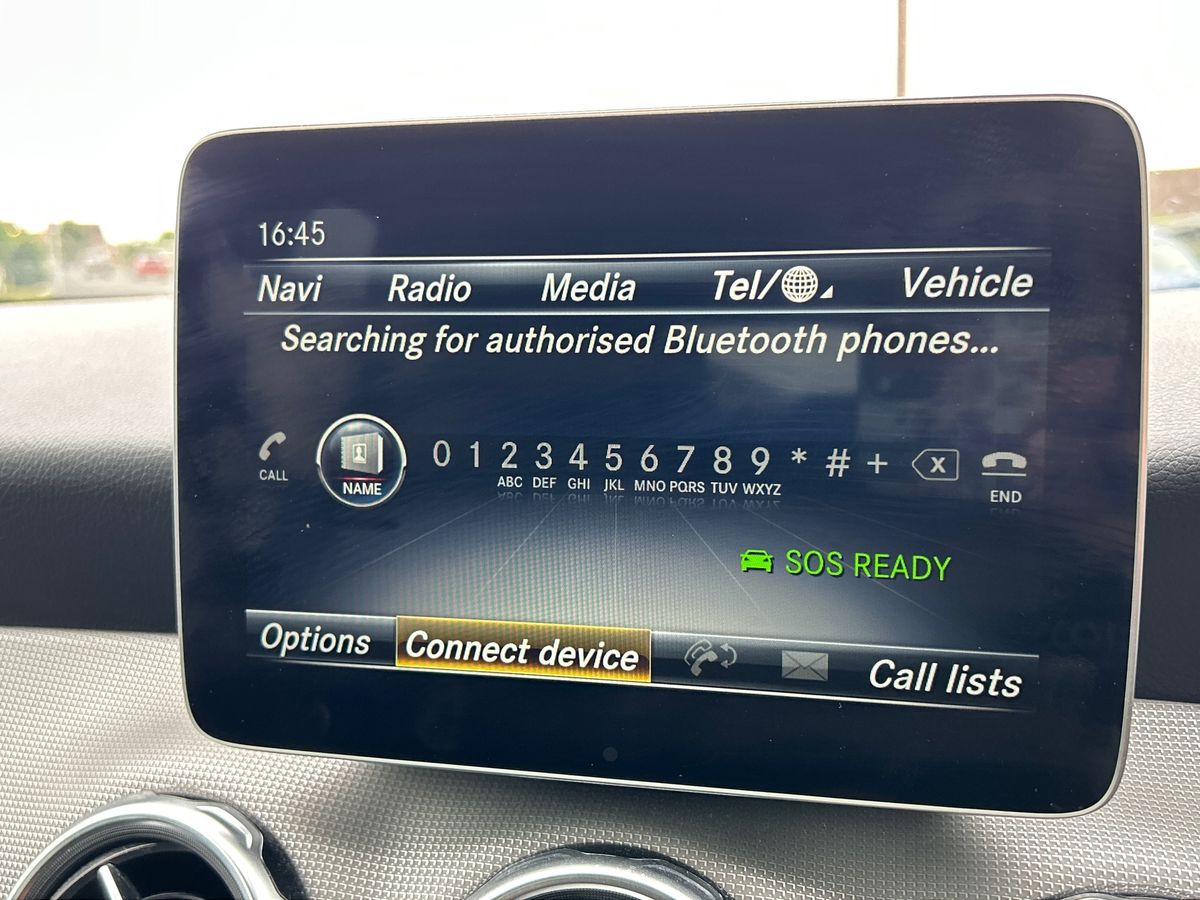 16:45
Navi Radio Media Tel/ Vehicle
Searching for authorised Bluetooth phones...
CALL NAME 0 1 2 3 4 5 6 7 8 9 * # + X END
ABC DEF GHI JKL MNO PQRS TUV WXYZ
SOS READY
Options Connect device Call lists